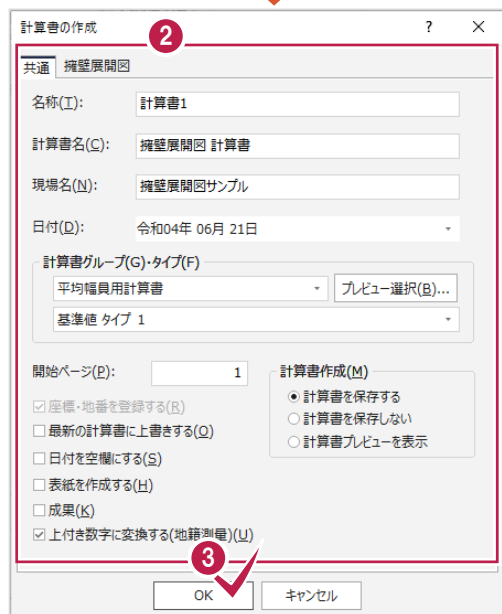 計算書の作成 ? ×
2
共通 擁壁展開図
名称(T): 計算書1
計算書名(C): 擁壁展開図 計算書
現場名(N): 擁壁展開図サンプル
日付(D): 令和04年 06月 21日
計算書グループ(G)・タイプ(F)
平均幅員用計算書 プレビュー選択(B)...
基準値 タイプ 1
開始ページ(P): 1
計算書作成(M)
計算書を保存する
計算書を保存しない
計算書プレビューを表示
座標・地番を登録する(R)
最新の計算書に上書きする(O)
日付を空欄にする(S)
表紙を作成する(H)
成果(K)
上付き数字に変換する(地籍測量)(U)
3
OK キャンセル